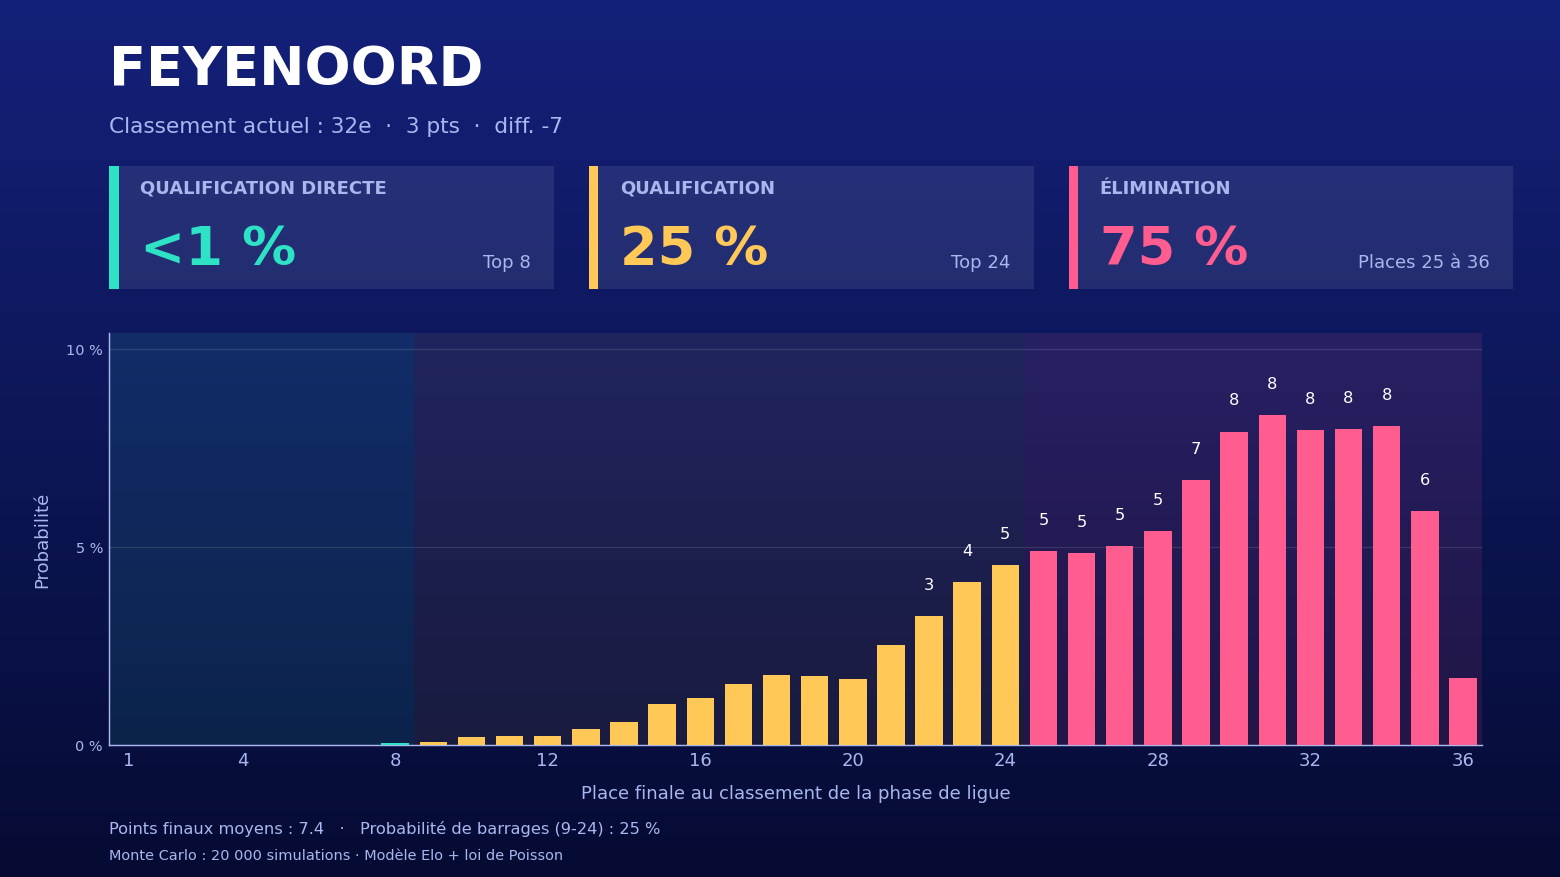 FEYENOORD
Classement actuel : 32e · 3 pts · diff. -7
QUALIFICATION DIRECTE
<1 %
Top 8
QUALIFICATION
25 %
Top 24
ÉLIMINATION
75 %
Places 25 à 36
Probabilité
10 %
5 %
0 %
3 4 5 5 5 5 5 7 8 8 8 8 8 6
1 4 8 12 16 20 24 28 32 36
Place finale au classement de la phase de ligue
Points finaux moyens : 7.4 · Probabilité de barrages (9-24) : 25 %
Monte Carlo : 20 000 simulations · Modèle Elo + loi de Poisson